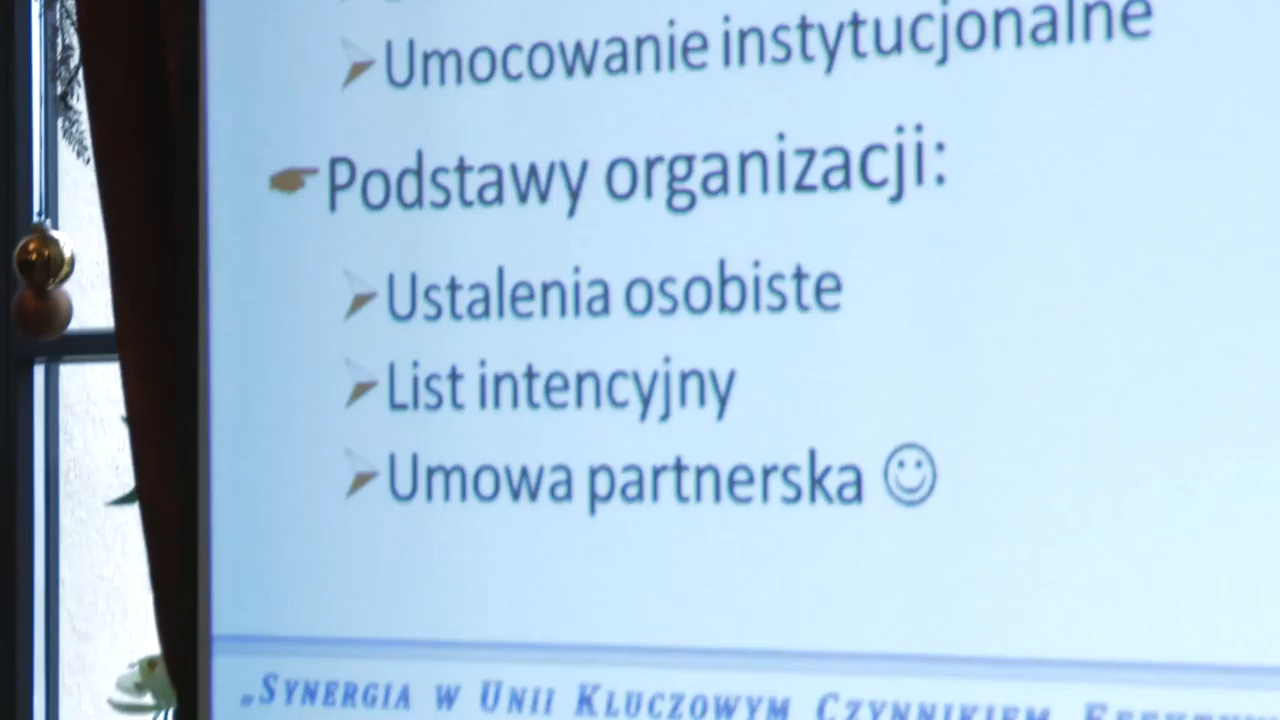 Umocowanie instytucjonalne
Podstawy organizacji:
Ustalenia osobiste
List intencyjny
Umowa partnerska ☺
„SYNERGIA W UNII KLUCZOWYM CZYNNIKIEM